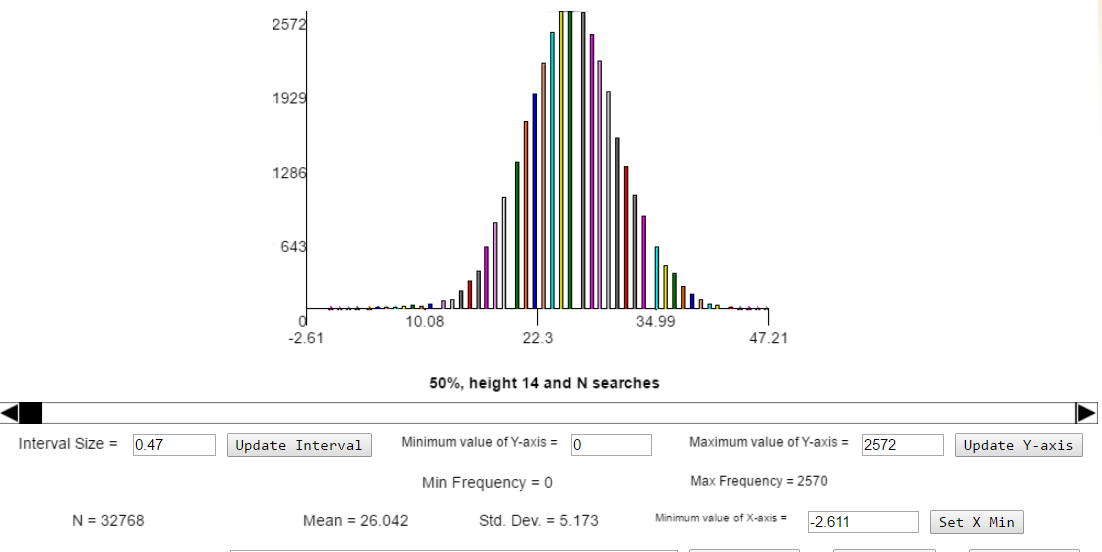 2572
1929
1286
643
0 10.08 34.99
-2.61 22.3 47.21
50%, height 14 and N searches
Interval Size = 0.47 Update Interval Minimum value of Y-axis = 0 Maximum value of Y-axis = 2572 Update Y-axis
Min Frequency = 0 Max Frequency = 2570
N = 32768 Mean = 26.042 Std. Dev. = 5.173 Minimum value of X-axis = -2.611 Set X Min